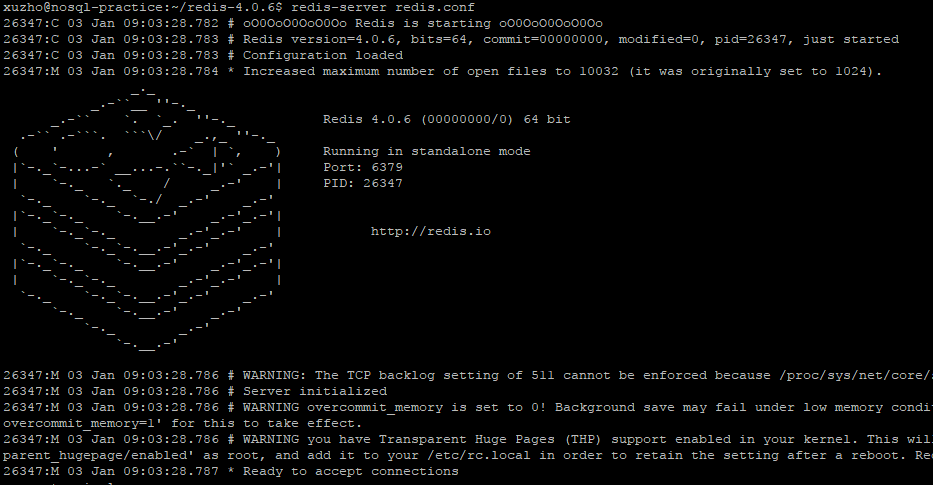 xuzho@nosql-practice:~/redis-4.0.6$ redis-server redis.conf
26347:C 03 Jan 09:03:28.782 # oO0OoO0OoO0Oo Redis is starting oO0OoO0OoO0Oo
26347:C 03 Jan 09:03:28.783 # Redis version=4.0.6, bits=64, commit=00000000, modified=0, pid=26347, just started
26347:C 03 Jan 09:03:28.783 # Configuration loaded
26347:M 03 Jan 09:03:28.784 * Increased maximum number of open files to 10032 (it was originally set to 1024).
Redis 4.0.6 (00000000/0) 64 bit
Running in standalone mode
Port: 6379
PID: 26347
http://redis.io
26347:M 03 Jan 09:03:28.786 # WARNING: The TCP backlog setting of 511 cannot be enforced because /proc/sys/net/core/
26347:M 03 Jan 09:03:28.786 # Server initialized
26347:M 03 Jan 09:03:28.786 # WARNING overcommit_memory is set to 0! Background save may fail under low memory condi
overcommit_memory=1' for this to take effect.
26347:M 03 Jan 09:03:28.786 # WARNING you have Transparent Huge Pages (THP) support enabled in your kernel. This wil
parent_hugepage/enabled' as root, and add it to your /etc/rc.local in order to retain the setting after a reboot. Re
26347:M 03 Jan 09:03:28.787 * Ready to accept connections